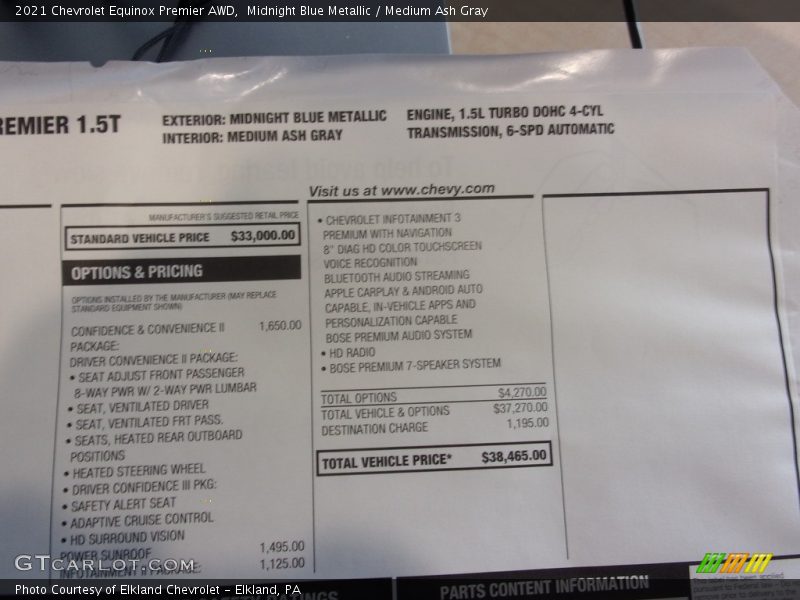 2021 Chevrolet Equinox Premier AWD,  Midnight Blue Metallic / Medium Ash Gray
REMIER 1.5T
EXTERIOR: MIDNIGHT BLUE METALLIC
INTERIOR: MEDIUM ASH GRAY
ENGINE, 1.5L TURBO DOHC 4-CYL
TRANSMISSION, 6-SPD AUTOMATIC
Visit us at www.chevy.com
MANUFACTURER'S SUGGESTED RETAIL PRICE
STANDARD VEHICLE PRICE $33,000.00
OPTIONS & PRICING
OPTIONS INSTALLED BY THE MANUFACTURER (MAY REPLACE
STANDARD EQUIPMENT SHOWN)
CONFIDENCE & CONVENIENCE II 1,650.00
PACKAGE:
DRIVER CONVENIENCE II PACKAGE:
• SEAT ADJUST FRONT PASSENGER
8-WAY PWR W/ 2-WAY PWR LUMBAR
• SEAT, VENTILATED DRIVER
• SEAT, VENTILATED FRT PASS.
• SEATS, HEATED REAR OUTBOARD
POSITIONS
• HEATED STEERING WHEEL
• DRIVER CONFIDENCE III PKG:
• SAFETY ALERT SEAT
• ADAPTIVE CRUISE CONTROL
• HD SURROUND VISION
POWER SUNROOF 1,495.00
INFOTAINMENT II PACKAGE: 1,125.00
• CHEVROLET INFOTAINMENT 3
PREMIUM WITH NAVIGATION
8" DIAG HD COLOR TOUCHSCREEN
VOICE RECOGNITION
BLUETOOTH AUDIO STREAMING
APPLE CARPLAY & ANDROID AUTO
CAPABLE, IN-VEHICLE APPS AND
PERSONALIZATION CAPABLE
BOSE PREMIUM AUDIO SYSTEM
• HD RADIO
• BOSE PREMIUM 7-SPEAKER SYSTEM
TOTAL OPTIONS $4,270.00
TOTAL VEHICLE & OPTIONS $37,270.00
DESTINATION CHARGE 1,195.00
TOTAL VEHICLE PRICE* $38,465.00
PARTS CONTENT INFORMATION
GTCarLot.com
Photo Courtesy of Elkland Chevrolet – Elkland, PA